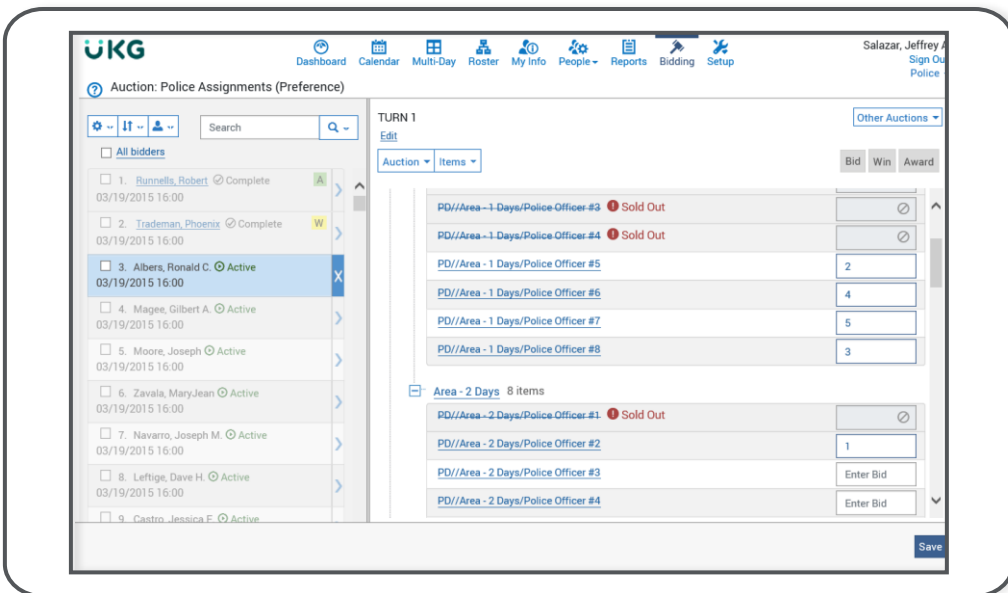 UKG
Dashboard Calendar Multi-Day Roster My Info People Reports Bidding Setup
Salazar, Jeffrey A
Sign Ou
Police
Auction: Police Assignments (Preference)
Search
All bidders
1. Runnells, Robert Complete A
03/19/2015 16:00
2. Trademan, Phoenix Complete W
03/19/2015 16:00
3. Albers, Ronald C. Active X
03/19/2015 16:00
4. Magee, Gilbert A. Active
03/19/2015 16:00
5. Moore, Joseph Active
03/19/2015 16:00
6. Zavala, MaryJean Active
03/19/2015 16:00
7. Navarro, Joseph M. Active
03/19/2015 16:00
8. Leftige, Dave H. Active
03/19/2015 16:00
9. Castro, Jessica F. Active
TURN 1
Other Auctions
Edit
Auction Items
Bid Win Award
PD//Area - 1 Days/Police Officer #3 Sold Out
PD//Area - 1 Days/Police Officer #4 Sold Out
PD//Area - 1 Days/Police Officer #5 2
PD//Area - 1 Days/Police Officer #6 4
PD//Area - 1 Days/Police Officer #7 5
PD//Area - 1 Days/Police Officer #8 3
Area - 2 Days 8 items
PD//Area - 2 Days/Police Officer #1 Sold Out
PD//Area - 2 Days/Police Officer #2 1
PD//Area - 2 Days/Police Officer #3 Enter Bid
PD//Area - 2 Days/Police Officer #4 Enter Bid
Save